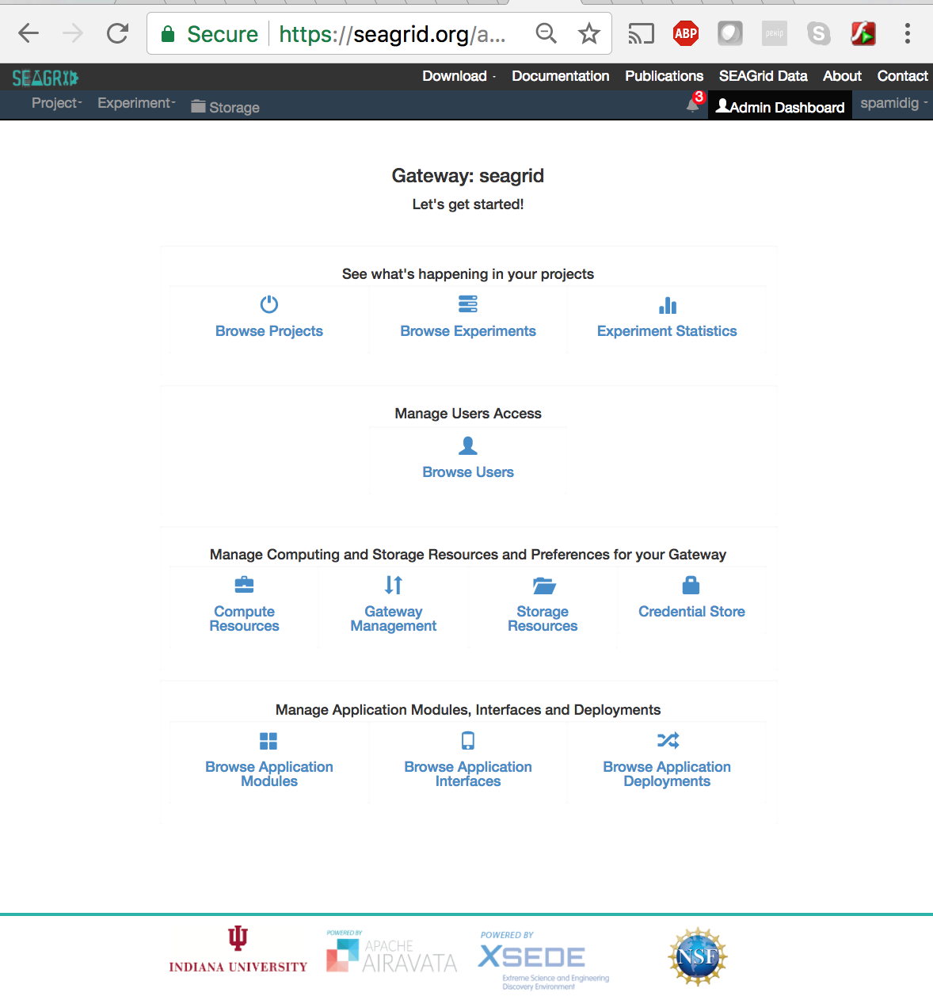 Secure https://seagrid.org/a...
ABP
pexip
S
SEAGRID
Download Documentation Publications SEAGrid Data About Contact
Project Experiment Storage 3 Admin Dashboard spamidig
Gateway: seagrid
Let's get started!
See what's happening in your projects
Browse Projects Browse Experiments Experiment Statistics
Manage Users Access
Browse Users
Manage Computing and Storage Resources and Preferences for your Gateway
Compute Resources
Gateway Management
Storage Resources
Credential Store
Manage Application Modules, Interfaces and Deployments
Browse Application
Modules
Browse Application
Interfaces
Browse Application
Deployments
INDIANA UNIVERSITY
POWERED BY
APACHE
AIRAVATA
POWERED BY
XSEDE
Extreme Science and Engineering
Discovery Environment
NSF